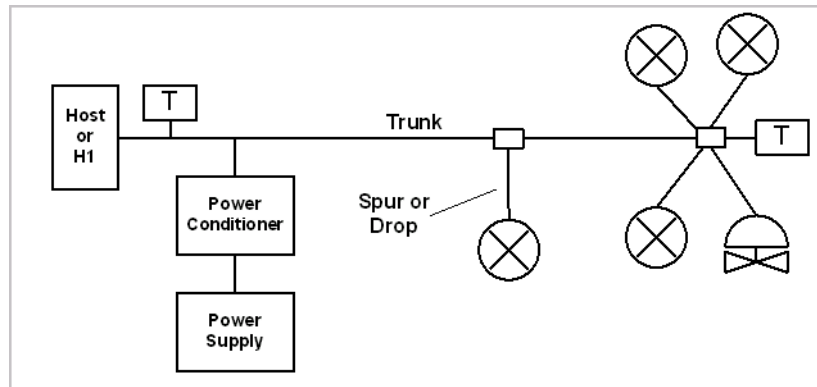 Host
or
H1
T
Trunk
T
Power
Conditioner
Spur or
Drop
Power
Supply